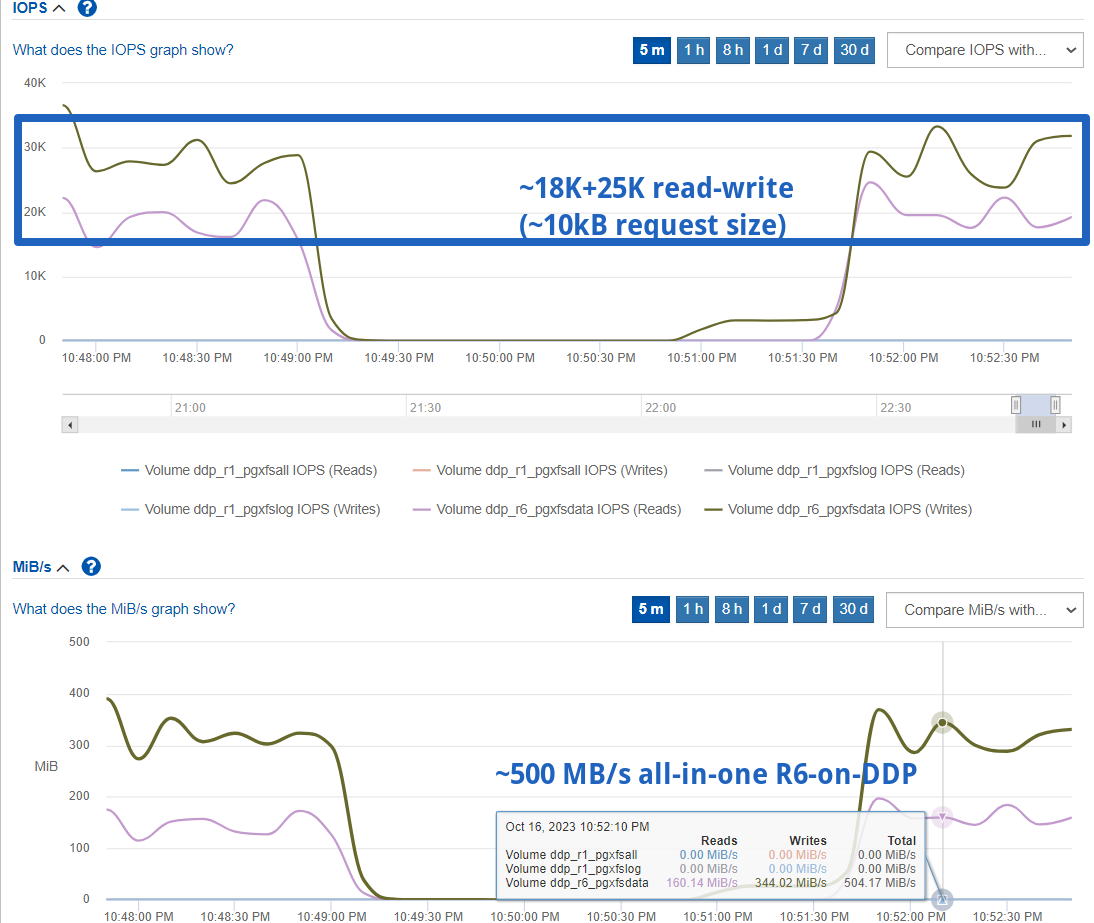 IOPS ?
What does the IOPS graph show?
5 m 1 h 8 h 1 d 7 d 30 d Compare IOPS with...
40K
30K
~18K+25K read-write
20K
(~10kB request size)
10K
0
10:48:00 PM 10:48:30 PM 10:49:00 PM 10:49:30 PM 10:50:00 PM 10:50:30 PM 10:51:00 PM 10:51:30 PM 10:52:00 PM 10:52:30 PM
21:00 21:30 22:00 22:30
Volume ddp_r1_pgxfsall IOPS (Reads) Volume ddp_r1_pgxfsall IOPS (Writes) Volume ddp_r1_pgxfslog IOPS (Reads)
Volume ddp_r1_pgxfslog IOPS (Writes) Volume ddp_r6_pgxfsdata IOPS (Reads) Volume ddp_r6_pgxfsdata IOPS (Writes)
MiB/s ?
What does the MiB/s graph show?
5 m 1 h 8 h 1 d 7 d 30 d Compare MiB/s with...
500
400
300
MiB
~500 MB/s all-in-one R6-on-DDP
200
Oct 16, 2023 10:52:10 PM
Reads Writes Total
100
Volume ddp_r1_pgxfsall 0.00 MiB/s 0.00 MiB/s 0.00 MiB/s
Volume ddp_r1_pgxfslog 0.00 MiB/s 0.00 MiB/s 0.00 MiB/s
Volume ddp_r6_pgxfsdata 160.14 MiB/s 344.02 MiB/s 504.17 MiB/s
0
10:48:00 PM 10:48:30 PM 10:49:00 PM 10:49:30 PM 10:50:00 PM 10:50:30 PM 10:51:00 PM 10:51:30 PM 10:52:00 PM 10:52:30 PM